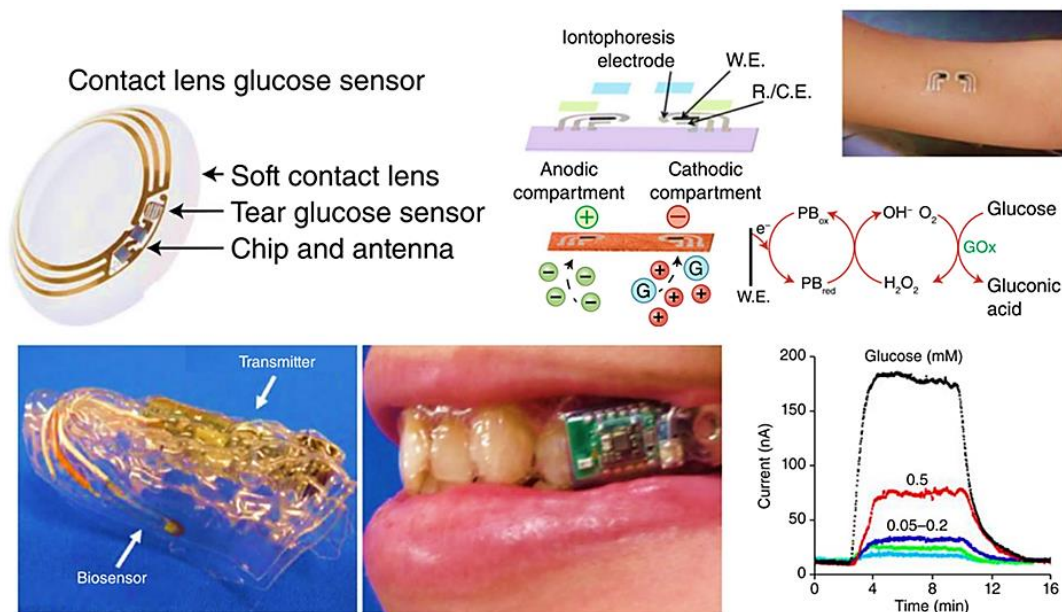 Contact lens glucose sensor
Soft contact lens
Tear glucose sensor
Chip and antenna
Iontophoresis
electrode
W.E.
R./C.E.
Anodic
compartment
Cathodic
compartment
+
−
− − − −
G G
+ + + + + +
e⁻
W.E.
PBox
PBred
OH⁻ O₂
H₂O₂
Glucose
GOx
Gluconic
acid
Transmitter
Biosensor
Glucose (mM)
200
150
100
50
0
Current (nA)
0.5
0.05–0.2
0 4 8 12 16
Time (min)